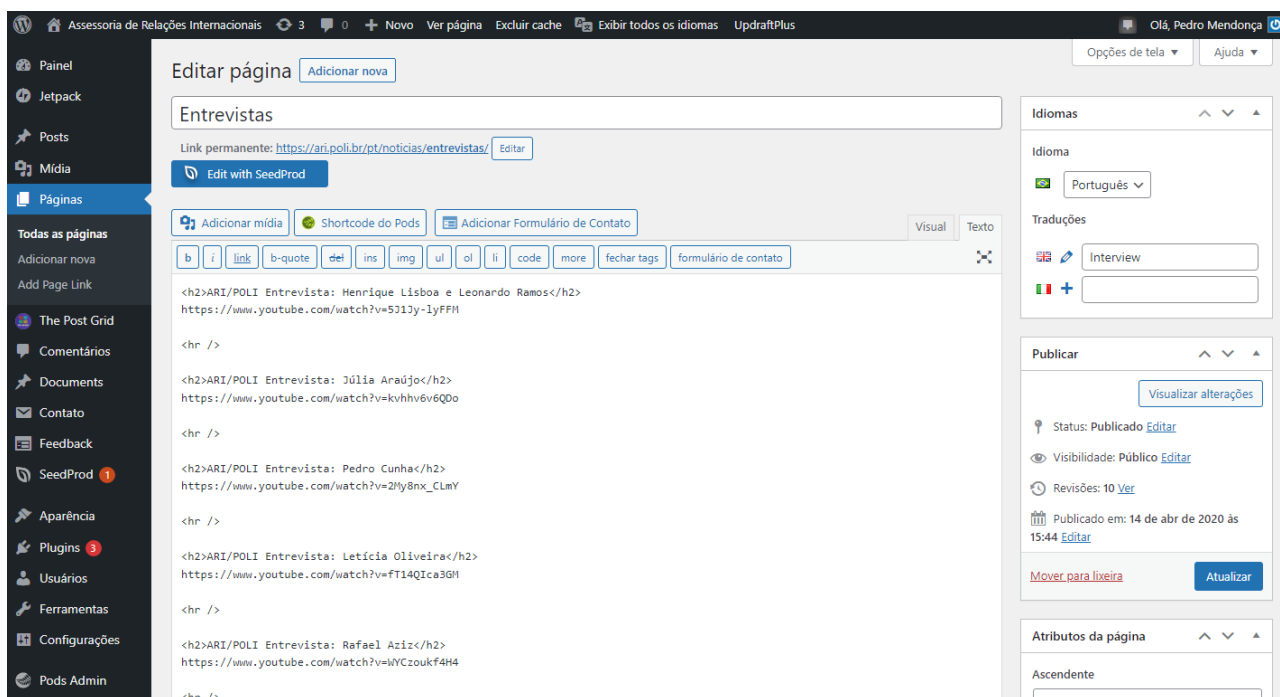 Assessoria de Relações Internacionais 3 0 Novo Ver página Excluir cache Exibir todos os idiomas UpdraftPlus Olá, Pedro Mendonça
Painel
Jetpack
Posts
Mídia
Páginas
Todas as páginas
Adicionar nova
Add Page Link
The Post Grid
Comentários
Documents
Contato
Feedback
SeedProd 1
Aparência
Plugins 3
Usuários
Ferramentas
Configurações
Pods Admin
Opções de tela Ajuda
Editar página Adicionar nova
Entrevistas
Link permanente: https://ari.poli.br/pt/noticias/entrevistas/ Editar
Edit with SeedProd
Adicionar mídia Shortcode do Pods Adicionar Formulário de Contato Visual Texto
b i link b-quote del ins img ul ol li code more fechar tags formulário de contato
<h2>ARI/POLI Entrevista: Henrique Lisboa e Leonardo Ramos</h2>
https://www.youtube.com/watch?v=5J1Jy-lyFFM
<hr />
<h2>ARI/POLI Entrevista: Júlia Araújo</h2>
https://www.youtube.com/watch?v=kvhhv6v6QDo
<hr />
<h2>ARI/POLI Entrevista: Pedro Cunha</h2>
https://www.youtube.com/watch?v=2My8nx_CLmY
<hr />
<h2>ARI/POLI Entrevista: Letícia Oliveira</h2>
https://www.youtube.com/watch?v=fT14QIca3GM
<hr />
<h2>ARI/POLI Entrevista: Rafael Aziz</h2>
https://www.youtube.com/watch?v=WYCzoukf4H4
<hr />
Idiomas
Idioma
Português
Traduções
Interview
Publicar
Visualizar alterações
Status: Publicado Editar
Visibilidade: Público Editar
Revisões: 10 Ver
Publicado em: 14 de abr de 2020 às
15:44 Editar
Mover para lixeira Atualizar
Atributos da página
Ascendente